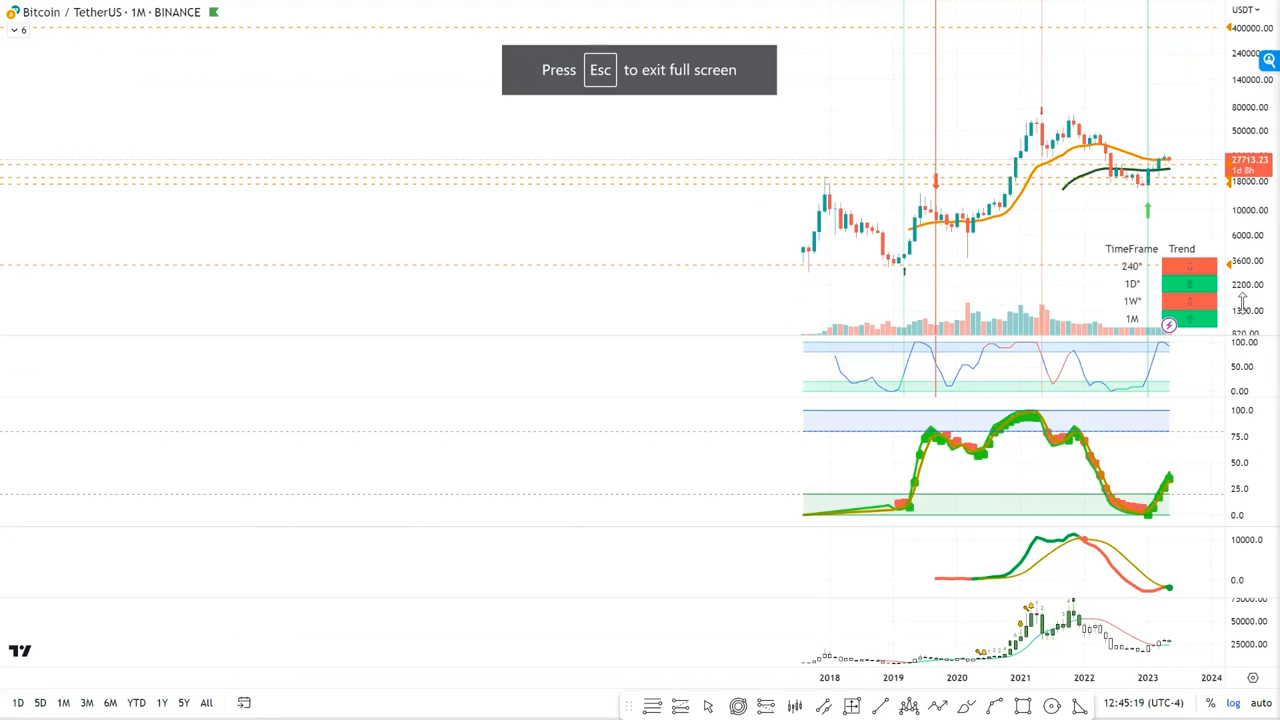 Bitcoin / TetherUS · 1M · BINANCE
6
Press Esc to exit full screen
USDT
400000.00
240000.00
140000.00
80000.00
50000.00
27713.23
1d 8h
18000.00
10000.00
6000.00
3600.00
2200.00
820.00
TimeFrame Trend
240*
1D*
1W*
1M
100.00
50.00
0.00
100.0
75.0
50.0
25.0
0.0
10000.0
0.0
75000.00
50000.00
25000.00
2018 2019 2020 2021 2022 2023 2024
1D 5D 1M 3M 6M YTD 1Y 5Y All
12:45:19 (UTC-4) % log auto